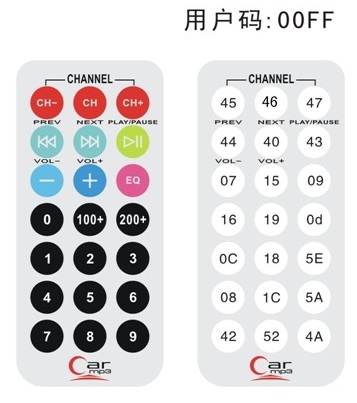 用户码:00FF
CHANNEL
CH− CH CH+
PREV NEXT PLAY/PAUSE
VOL− VOL+
− + EQ
0 100+ 200+
1 2 3
4 5 6
7 8 9
Car
mp3
CHANNEL
45 46 47
PREV NEXT PLAY/PAUSE
44 40 43
VOL− VOL+
07 15 09
16 19 0d
0C 18 5E
08 1C 5A
42 52 4A
Car
mp3